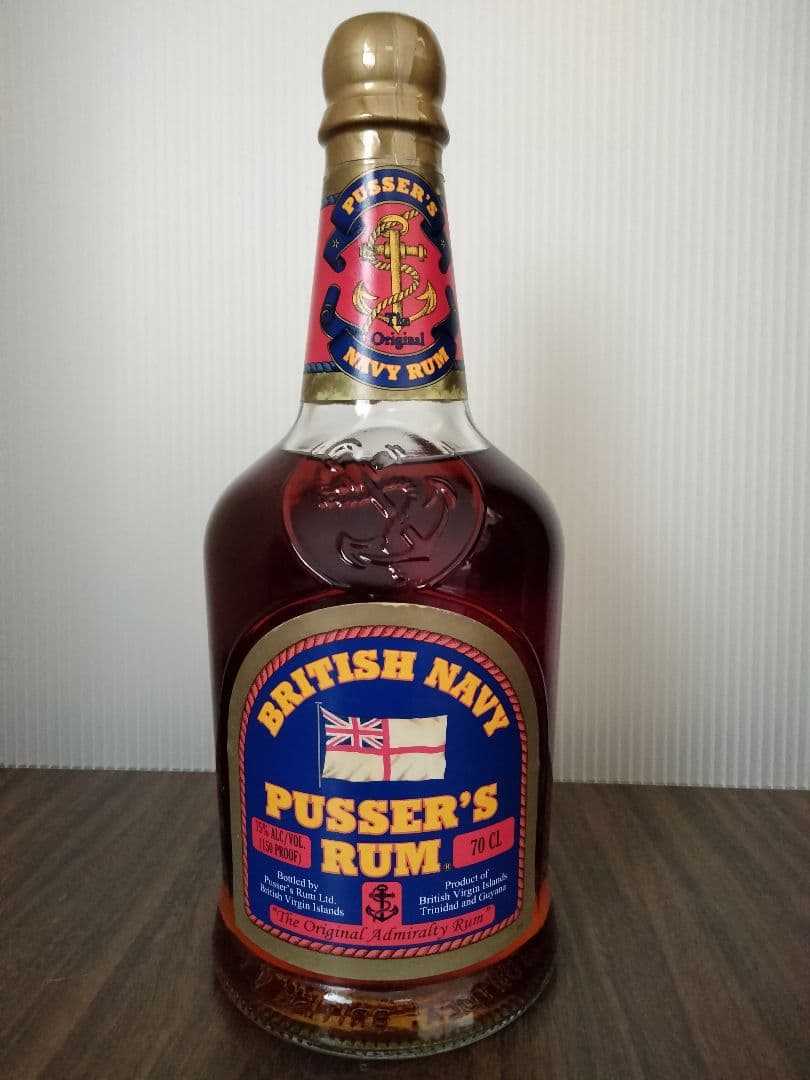 PUSSER'S
The
Original
NAVY RUM
BRITISH NAVY
PUSSER'S
RUM®
75% ALC/VOL.
(150 PROOF)
70 CL
Bottled by
Pusser's Rum Ltd.
British Virgin Islands
Product of
British Virgin Islands
Trinidad and Guyana
"The Original Admiralty Rum"